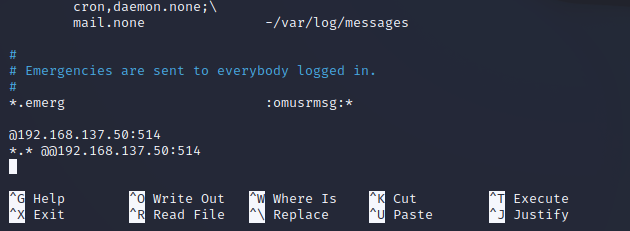 cron,daemon.none;\
mail.none -/var/log/messages
#
# Emergencies are sent to everybody logged in.
#
*.emerg :omusrmsg:*
@192.168.137.50:514
*.* @@192.168.137.50:514
^G Help ^O Write Out ^W Where Is ^K Cut ^T Execute
^X Exit ^R Read File ^\ Replace ^U Paste ^J Justify